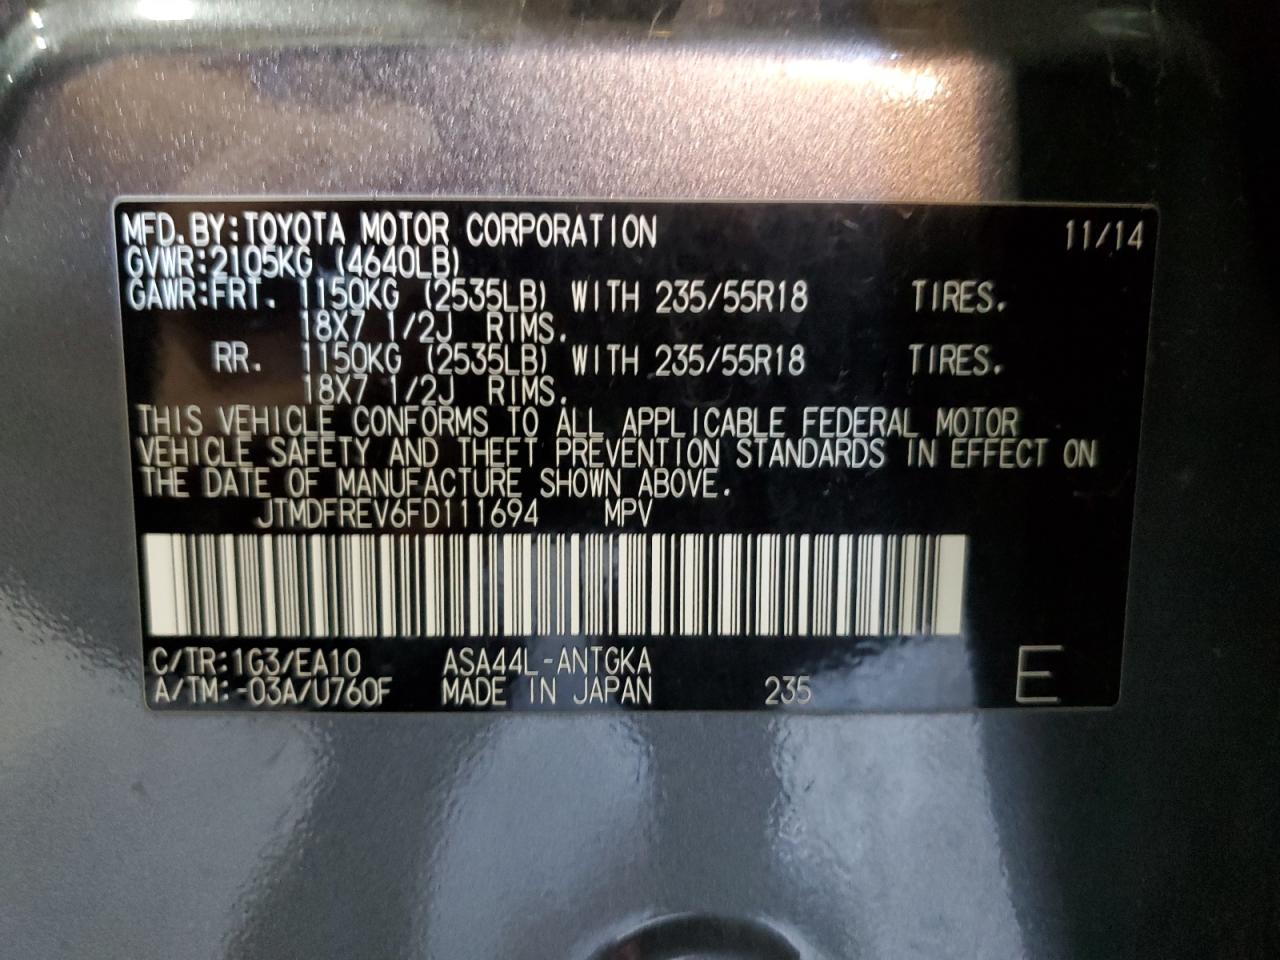 MFD.BY:TOYOTA MOTOR CORPORATION 11/14
GVWR:2105KG (4640LB)
GAWR:FRT. 1150KG (2535LB) WITH 235/55R18 TIRES.
18X7 1/2J RIMS.
RR. 1150KG (2535LB) WITH 235/55R18 TIRES.
18X7 1/2J RIMS.
THIS VEHICLE CONFORMS TO ALL APPLICABLE FEDERAL MOTOR
VEHICLE SAFETY AND THEFT PREVENTION STANDARDS IN EFFECT ON
THE DATE OF MANUFACTURE SHOWN ABOVE.
JTMDFREV6FD111694 MPV
C/TR:1G3/EA10 ASA44L-ANTGKA
A/TM:-03A/U760F MADE IN JAPAN 235 E